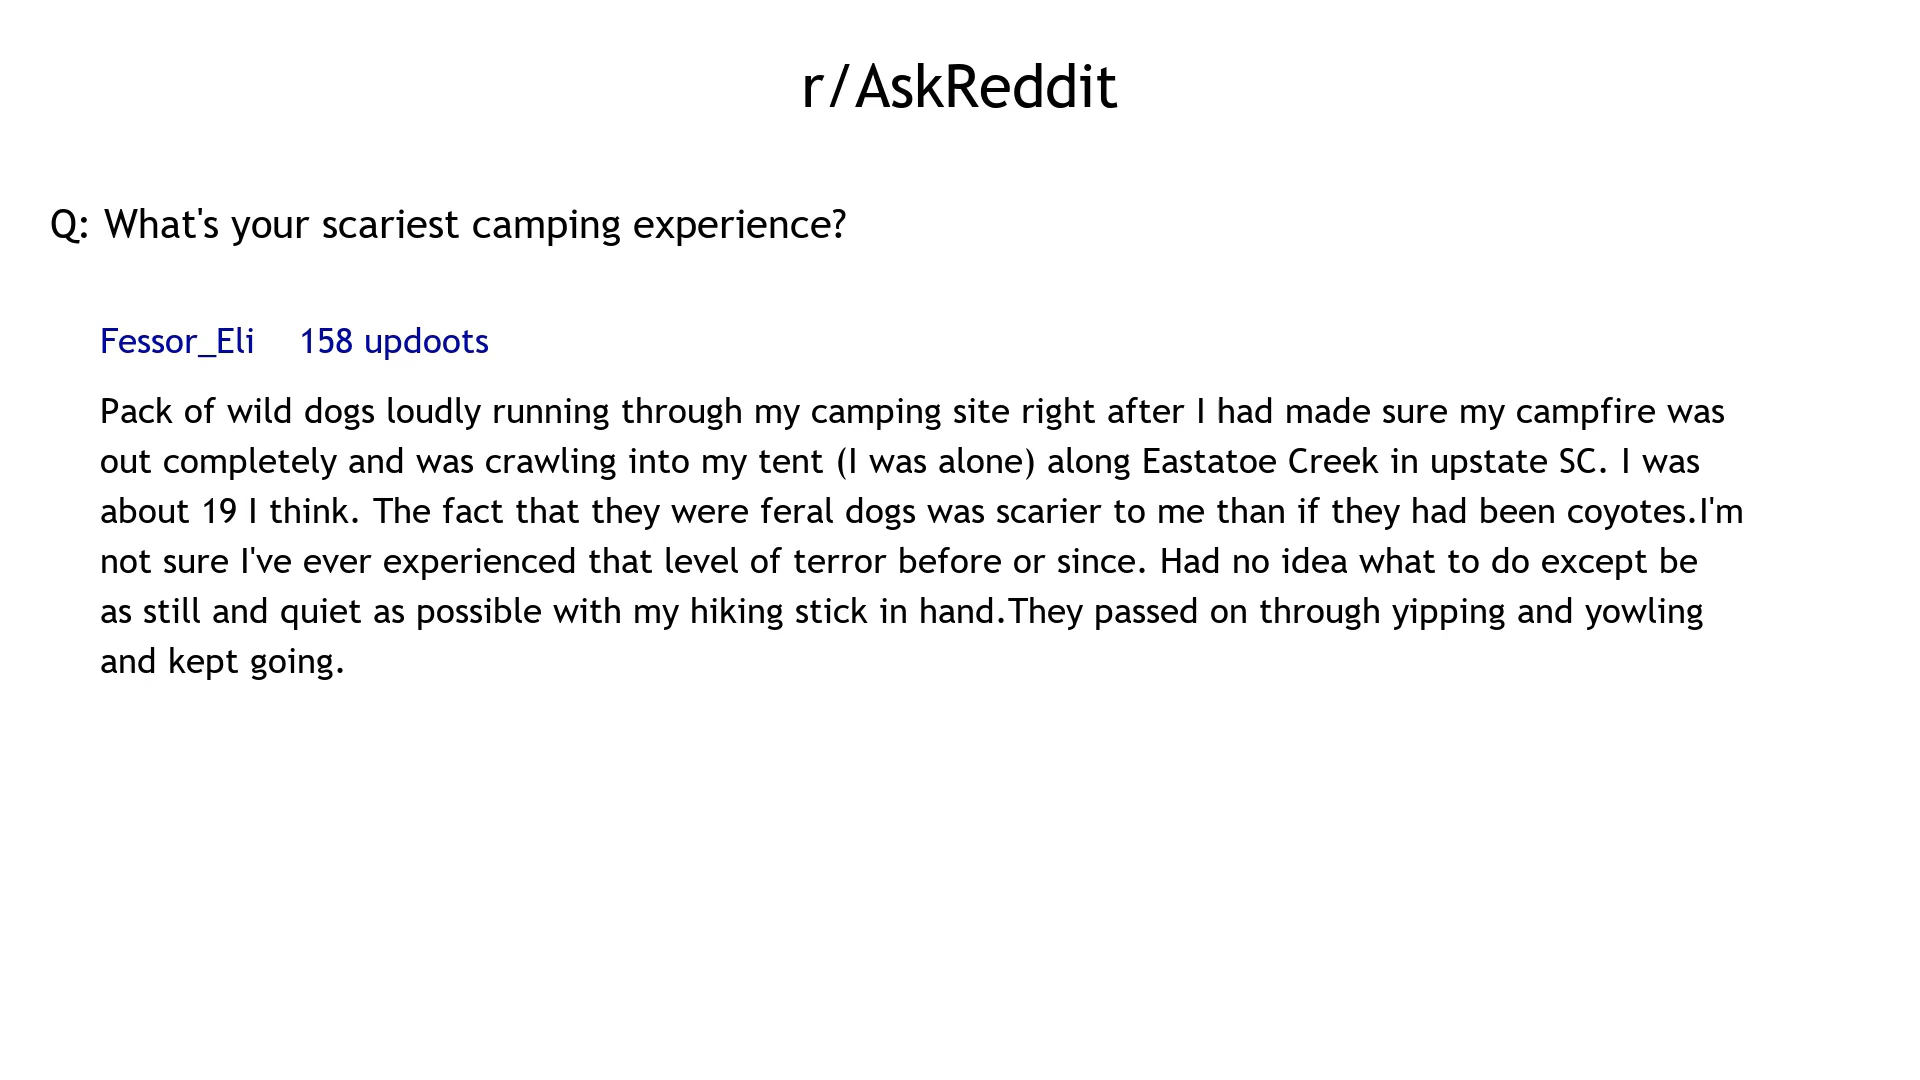 r/AskReddit
Q: What's your scariest camping experience?
Fessor_Eli 158 updoots
Pack of wild dogs loudly running through my camping site right after I had made sure my campfire was
out completely and was crawling into my tent (I was alone) along Eastatoe Creek in upstate SC. I was
about 19 I think. The fact that they were feral dogs was scarier to me than if they had been coyotes.I'm
not sure I've ever experienced that level of terror before or since. Had no idea what to do except be
as still and quiet as possible with my hiking stick in hand.They passed on through yipping and yowling
and kept going.